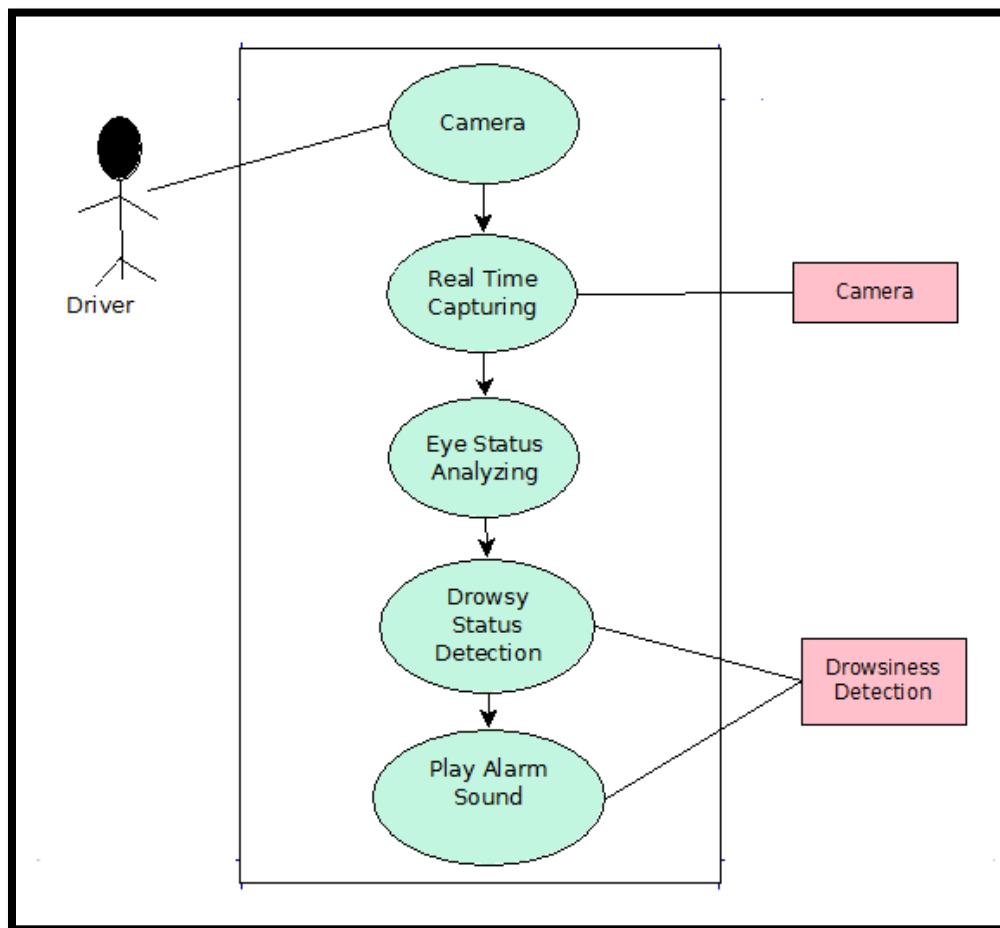 Camera
Driver
Real Time
Capturing
Camera
Eye Status
Analyzing
Drowsy
Status
Detection
Drowsiness
Detection
Play Alarm
Sound